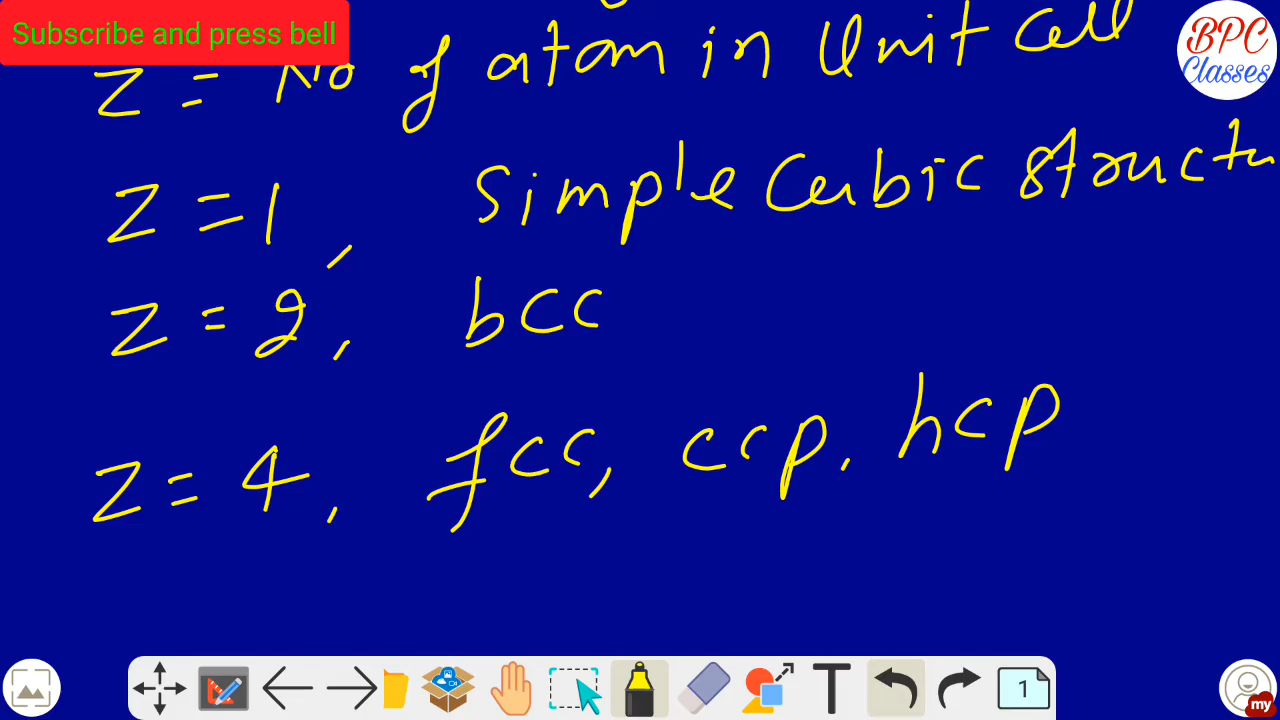 Subscribe and press bell
BPC
Classes
Z = No of atom in Unit Cell
Z = 1, Simple Cubic Structu
Z = 2, bcc
Z = 4, fcc, ccp, hcp
1
my